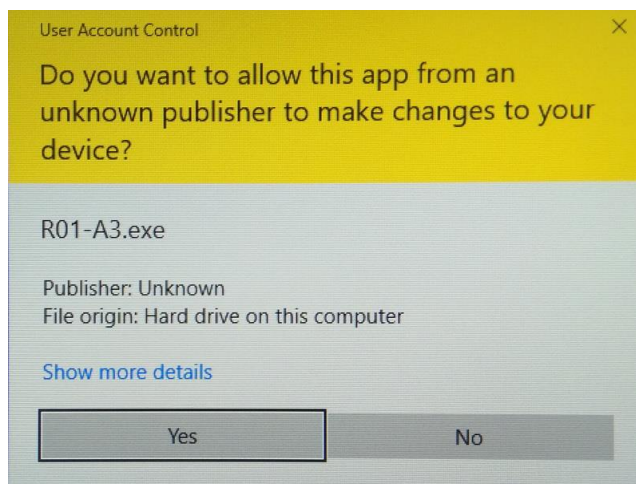 User Account Control
Do you want to allow this app from an
unknown publisher to make changes to your
device?
R01-A3.exe
Publisher: Unknown
File origin: Hard drive on this computer
Show more details
Yes
No